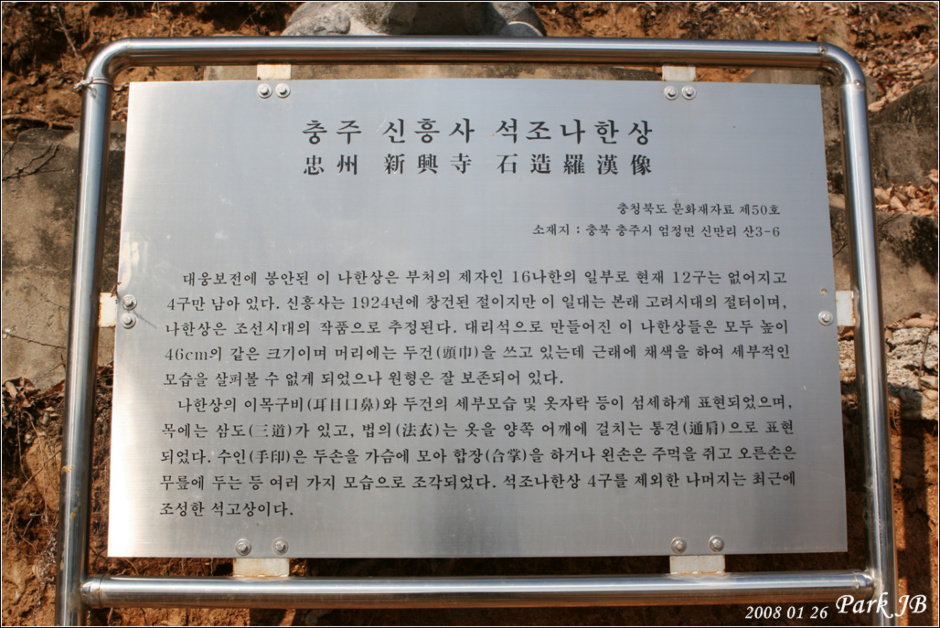 충주 신흥사 석조나한상
忠州 新興寺 石造羅漢像
충청북도 문화재자료 제50호
소재지 : 충북 충주시 엄정면 신만리 산3-6
대웅보전에 봉안된 이 나한상은 부처의 제자인 16나한의 일부로 현재 12구는 없어지고
4구만 남아 있다. 신흥사는 1924년에 창건된 절이지만 이 일대는 본래 고려시대의 절터이며,
나한상은 조선시대의 작품으로 추정된다. 대리석으로 만들어진 이 나한상들은 모두 높이
46cm의 같은 크기이며 머리에는 두건(頭巾)을 쓰고 있는데 근래에 채색을 하여 세부적인
모습을 살펴볼 수 없게 되었으나 원형은 잘 보존되어 있다.
나한상의 이목구비(耳目口鼻)와 두건의 세부모습 및 옷자락 등이 섬세하게 표현되었으며,
목에는 삼도(三道)가 있고, 법의(法衣)는 옷을 양쪽 어께에 걸치는 통견(通肩)으로 표현
되었다. 수인(手印)은 두손을 가슴에 모아 합장(合掌)을 하거나 왼손은 주먹을 쥐고 오른손은
무릎에 두는 등 여러 가지 모습으로 조각되었다. 석조나한상 4구를 제외한 나머지는 최근에
조성한 석고상이다.
2008 01 26 Park JB